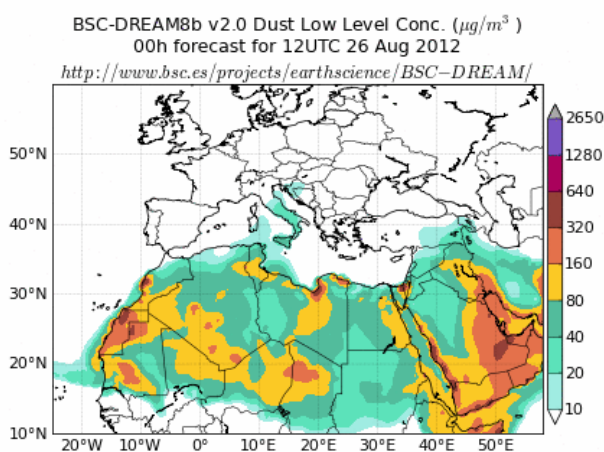 BSC-DREAM8b v2.0 Dust Low Level Conc. (μg/m³ )
00h forecast for 12UTC 26 Aug 2012
http://www.bsc.es/projects/earthscience/BSC−DREAM/
2650
1280
640
320
160
80
40
20
10
50°N
40°N
30°N
20°N
10°N
20°W
10°W
0°
10°E
20°E
30°E
40°E
50°E